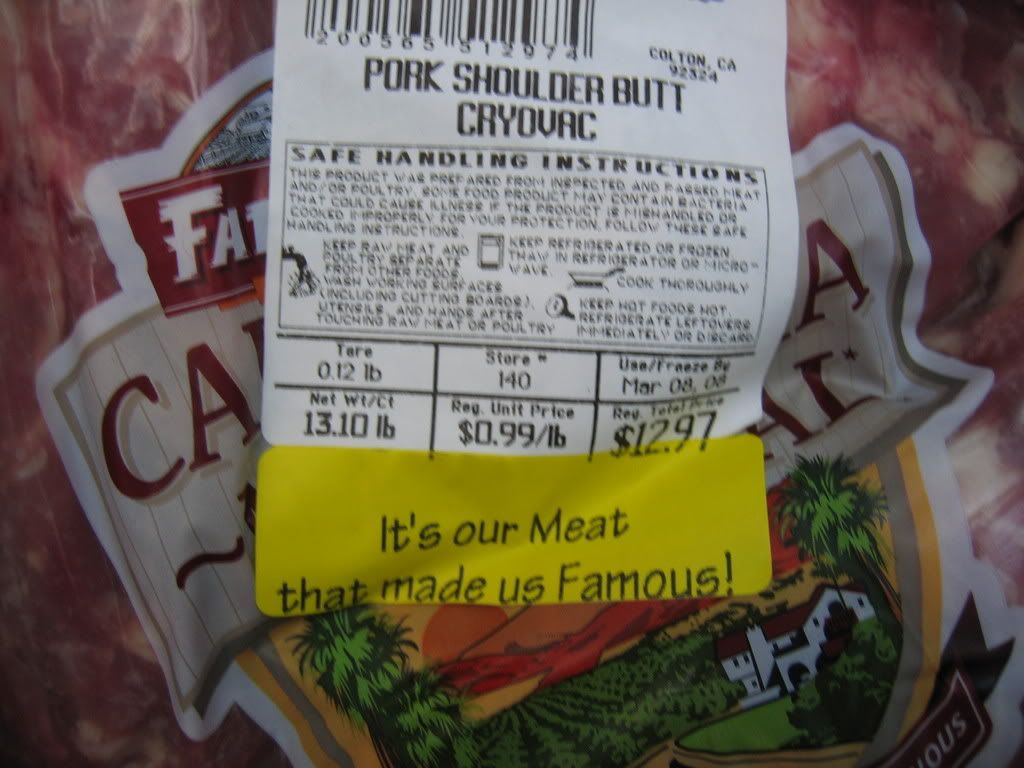 200565 512974
COLTON, CA
92324
PORK SHOULDER BUTT
CRYOVAC
SAFE HANDLING INSTRUCTIONS
THIS PRODUCT WAS PREPARED FROM INSPECTED AND PASSED MEAT
AND/OR POULTRY. SOME FOOD PRODUCT MAY CONTAIN BACTERIA
THAT COULD CAUSE ILLNESS IF THE PRODUCT IS MISHANDLED OR
COOKED IMPROPERLY. FOR YOUR PROTECTION, FOLLOW THESE SAFE
HANDLING INSTRUCTIONS.
KEEP RAW MEAT AND
POULTRY SEPARATE
FROM OTHER FOODS.
WASH WORKING SURFACES
(INCLUDING CUTTING BOARDS),
UTENSILS, AND HANDS AFTER
TOUCHING RAW MEAT OR POULTRY
KEEP REFRIGERATED OR FROZEN
THAW IN REFRIGERATOR OR MICRO-
WAVE.
COOK THOROUGHLY
KEEP HOT FOODS HOT.
REFRIGERATE LEFTOVERS
IMMEDIATELY OR DISCARD
Tare
0.12 lb
Store #
140
Use/Freeze By
Mar 08, 08
Net Wt/Ct
13.10 lb
Reg. Unit Price
$0.99/lb
Reg. Total Price
$12.97
It's our Meat
that made us Famous!
FA
CA
A
AL*